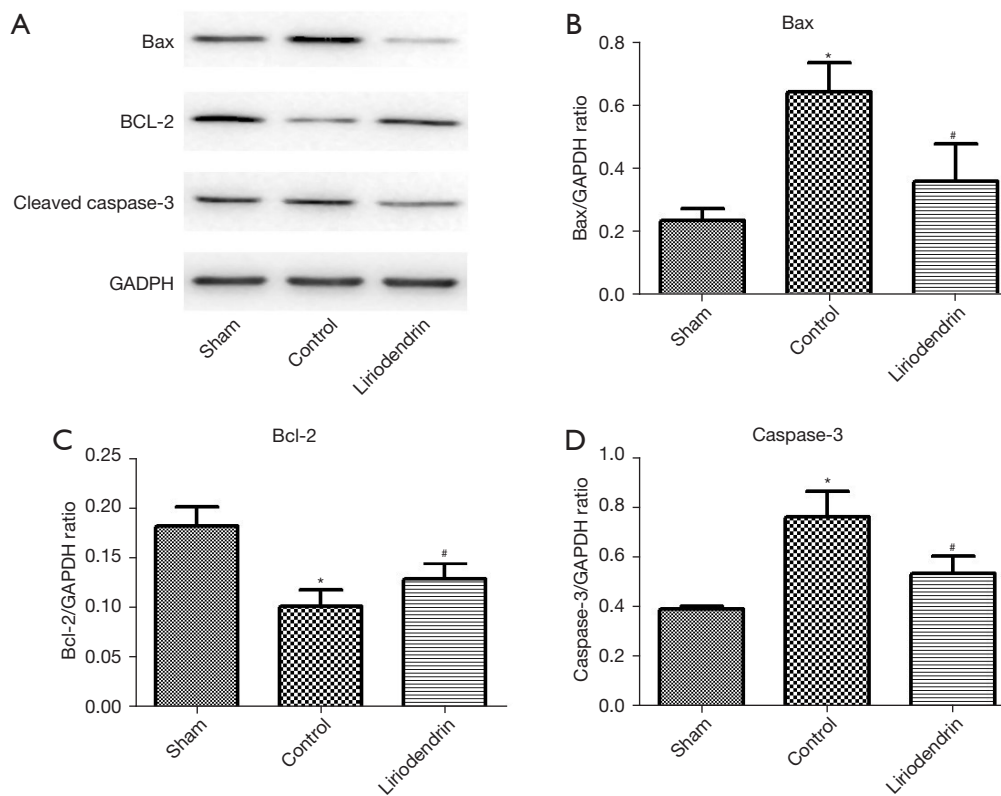 A
Bax
BCL-2
Cleaved caspase-3
GADPH
Sham
Control
Liriodendrin
B
Bax
Bax/GAPDH ratio
0.8
0.6
0.4
0.2
0.0
*
#
Sham
Control
Liriodendrin
C
Bcl-2
Bcl-2/GAPDH ratio
0.25
0.20
0.15
0.10
0.05
0.00
*
#
Sham
Control
Liriodendrin
D
Caspase-3
Caspase-3/GAPDH ratio
1.0
0.8
0.6
0.4
0.2
0.0
*
#
Sham
Control
Liriodendrin